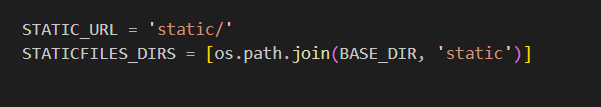 STATIC_URL = 'static/'
STATICFILES_DIRS = [os.path.join(BASE_DIR, 'static')]